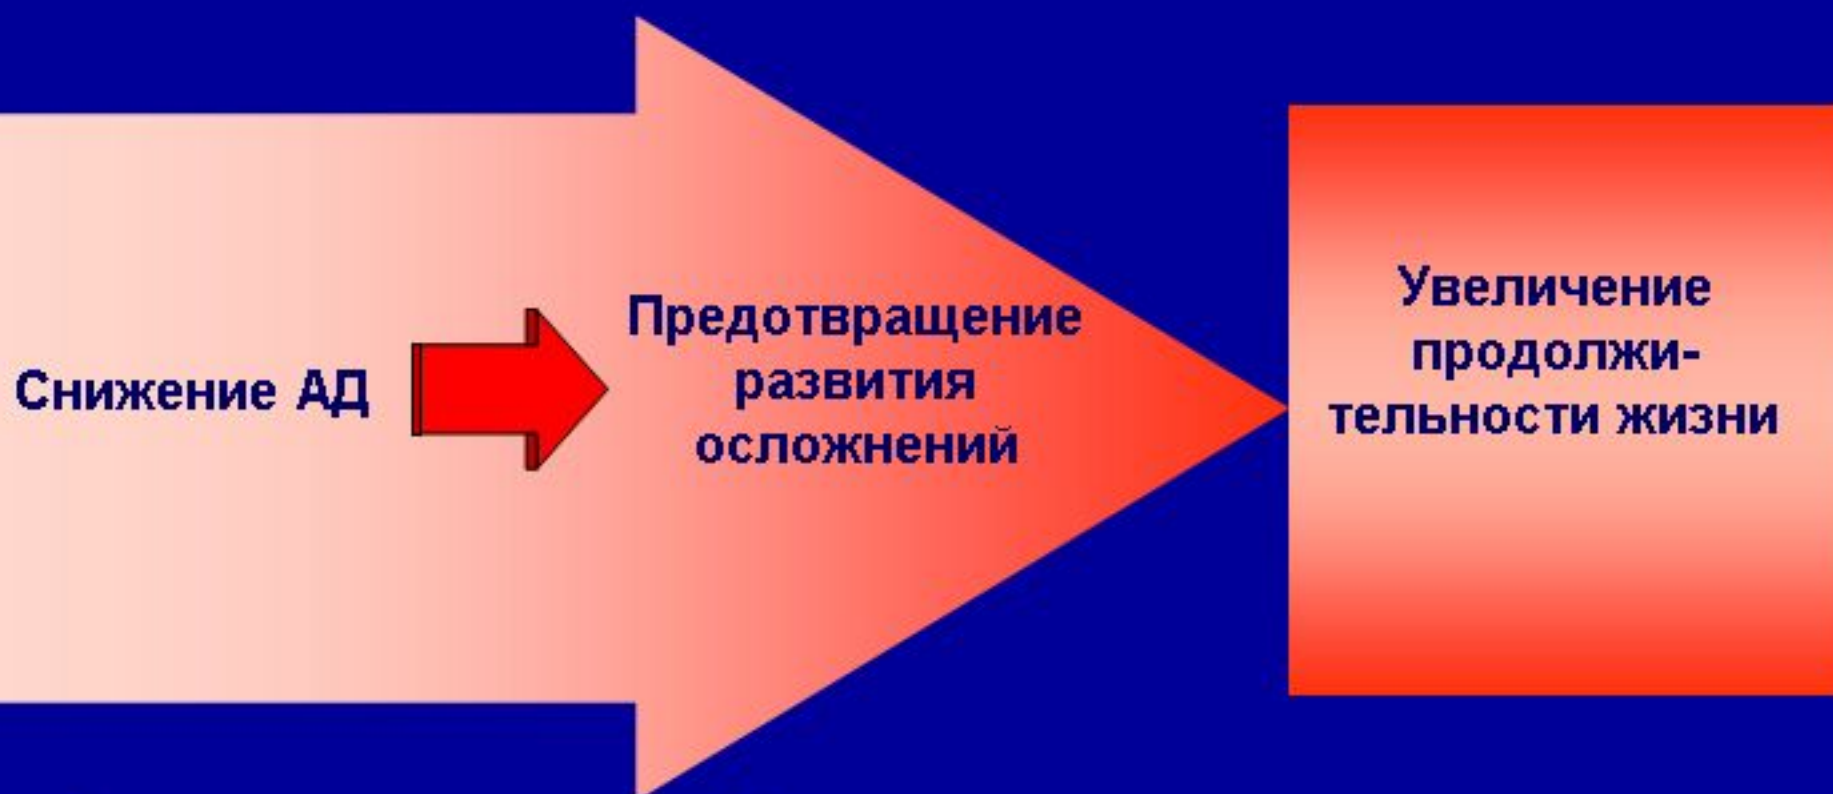 Снижение АД
Предотвращение
развития
осложнений
Увеличение
продолжи-
тельности жизни